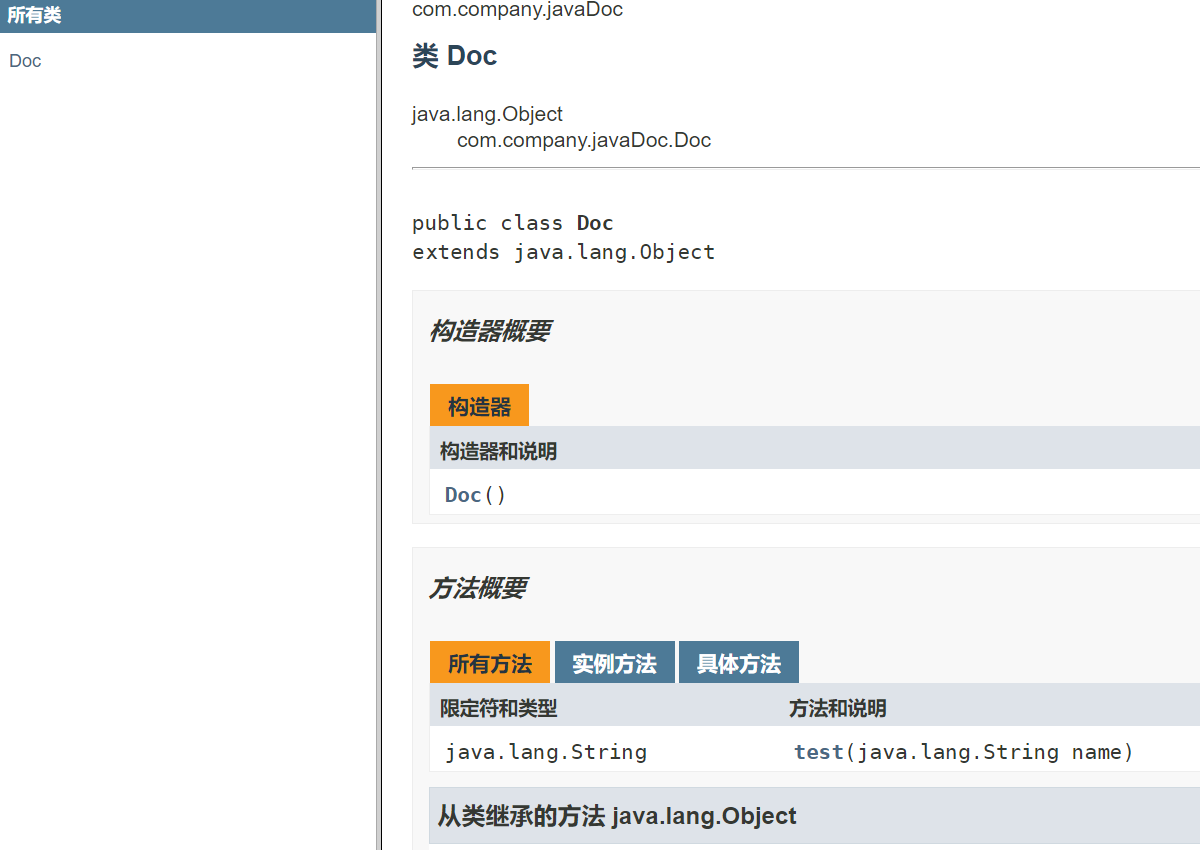 所有类
Doc
com.company.javaDoc
类 Doc
java.lang.Object
com.company.javaDoc.Doc
public class Doc
extends java.lang.Object
构造器概要
构造器
构造器和说明
Doc()
方法概要
所有方法 实例方法 具体方法
限定符和类型 方法和说明
java.lang.String test(java.lang.String name)
从类继承的方法 java.lang.Object